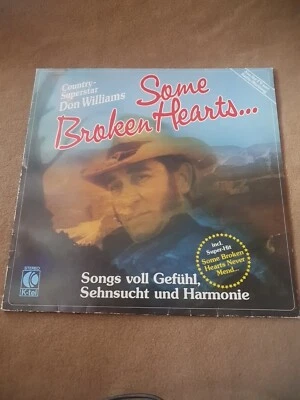 Country-
Superstar
Don Williams
Some
Broken Hearts...
incl.
Super-Hit
Some Broken
Hearts Never
Mend...
Songs voll Gefühl,
Sehnsucht und Harmonie
STEREO
K-tel